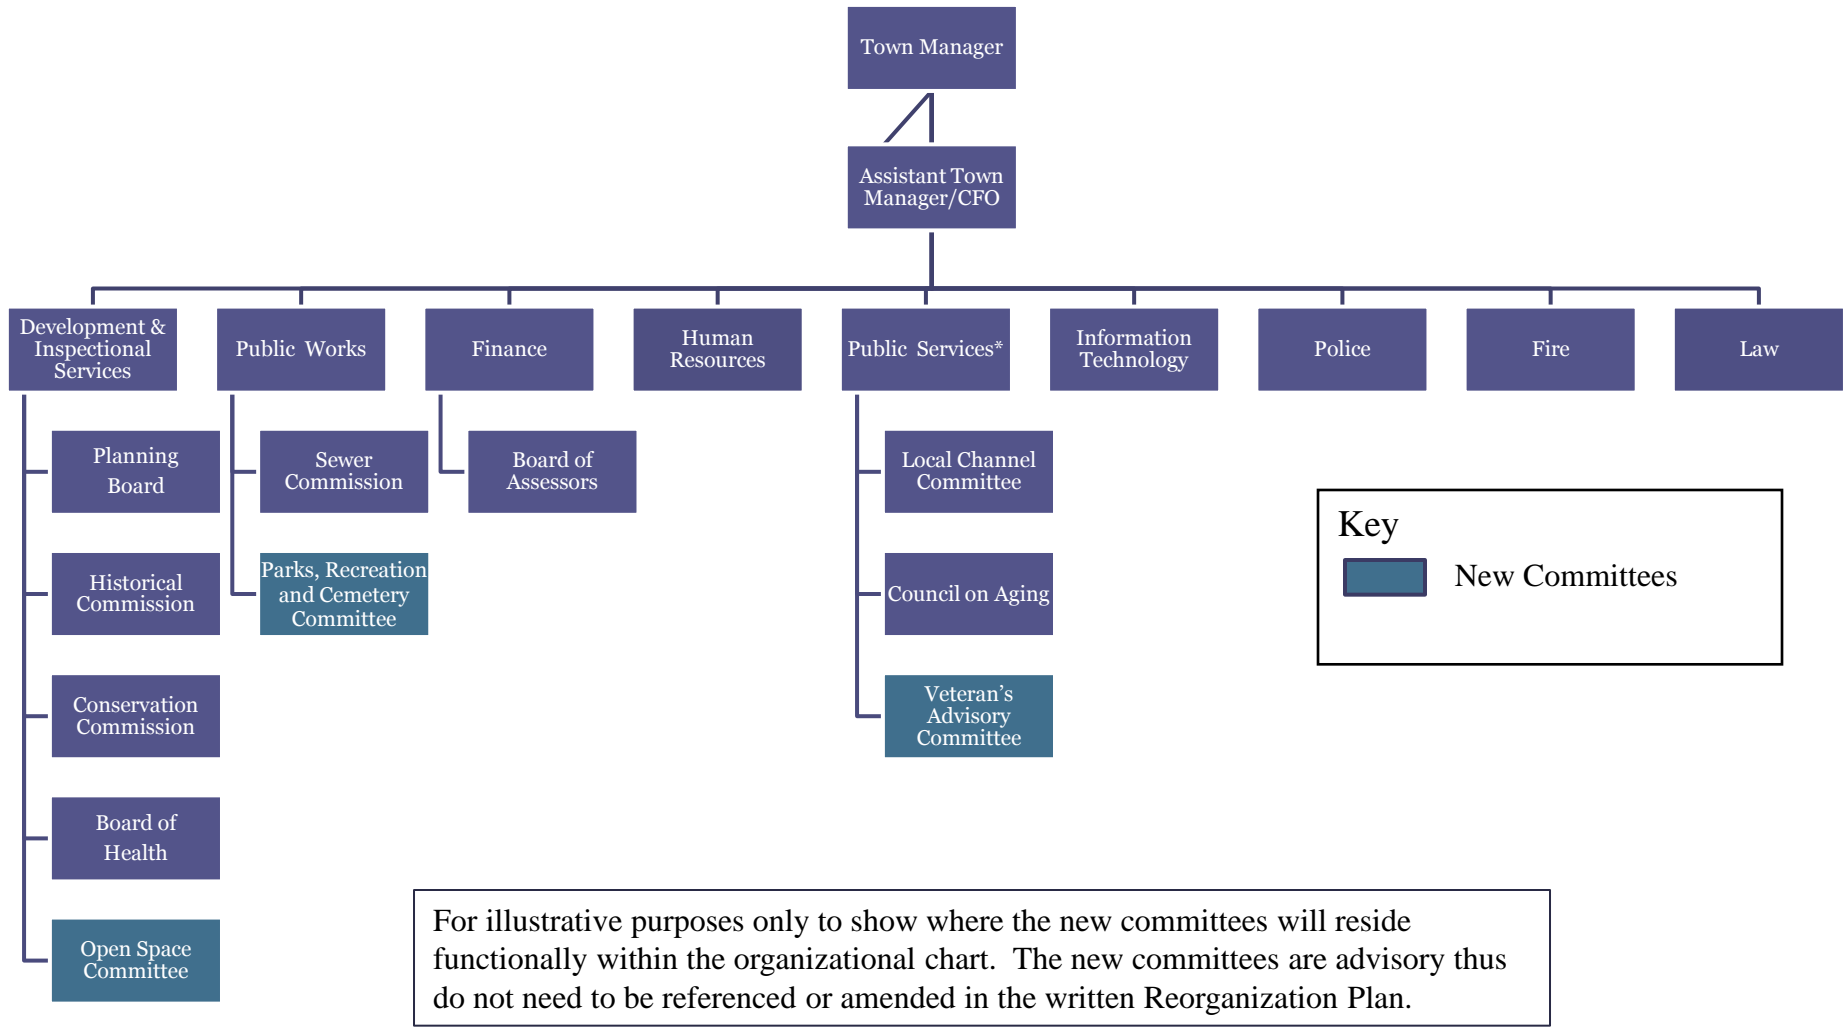 Town Manager
Assistant Town
Manager/CFO
Development &
Inspectional
Services
Public Works
Finance
Human
Resources
Public Services*
Information
Technology
Police
Fire
Law
Planning
Board
Historical
Commission
Conservation
Commission
Board of
Health
Open Space
Committee
Sewer
Commission
Parks, Recreation
and Cemetery
Committee
Board of
Assessors
Local Channel
Committee
Council on Aging
Veteran’s
Advisory
Committee
Key
New Committees
For illustrative purposes only to show where the new committees will reside
functionally within the organizational chart. The new committees are advisory thus
do not need to be referenced or amended in the written Reorganization Plan.